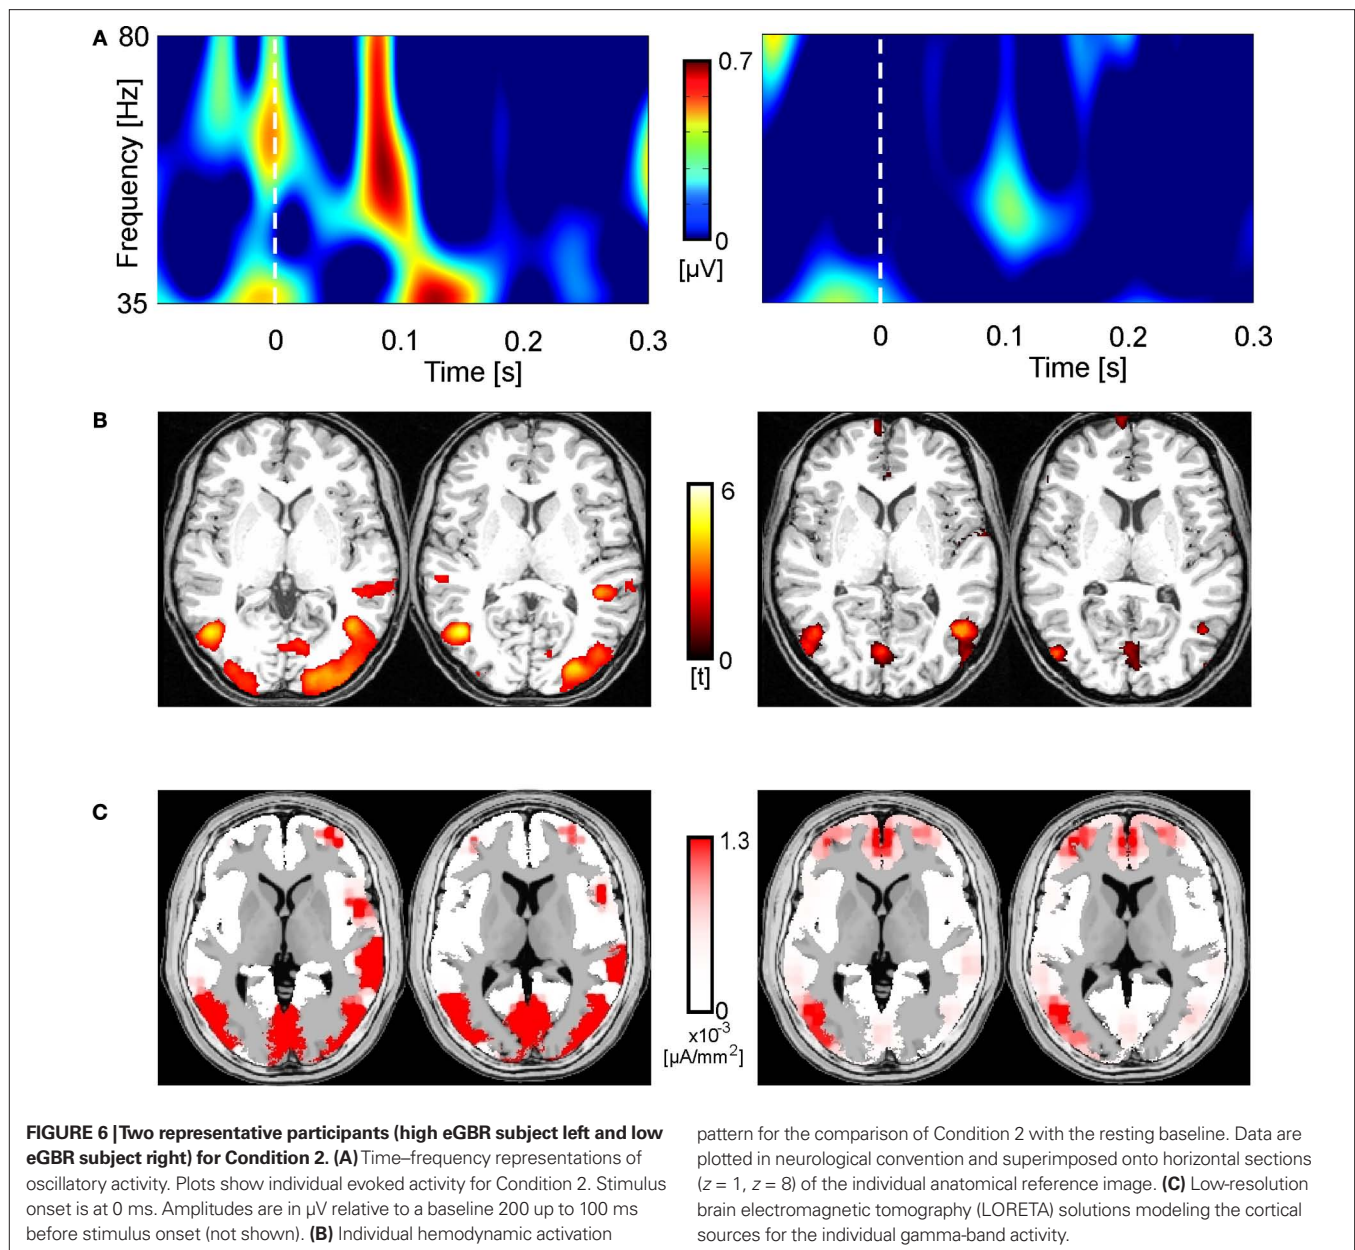 A
80
Frequency [Hz]
35
0
0.1
0.2
0.3
Time [s]
0.7
0
[µV]
0
0.1
0.2
0.3
Time [s]
B
6
0
[t]
C
1.3
0
x10-3
[µA/mm2]
FIGURE 6 | Two representative participants (high eGBR subject left and low
eGBR subject right) for Condition 2. (A) Time–frequency representations of
oscillatory activity. Plots show individual evoked activity for Condition 2. Stimulus
onset is at 0 ms. Amplitudes are in µV relative to a baseline 200 up to 100 ms
before stimulus onset (not shown). (B) Individual hemodynamic activation
pattern for the comparison of Condition 2 with the resting baseline. Data are
plotted in neurological convention and superimposed onto horizontal sections
(z = 1, z = 8) of the individual anatomical reference image. (C) Low-resolution
brain electromagnetic tomography (LORETA) solutions modeling the cortical
sources for the individual gamma-band activity.